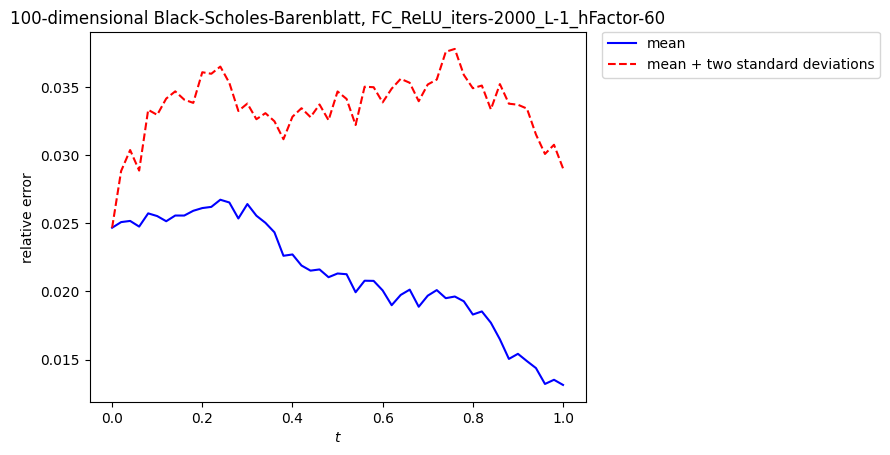 100-dimensional Black-Scholes-Barenblatt, FC_ReLU_iters-2000_L-1_hFactor-60
mean
mean + two standard deviations
0.035
0.030
0.025
0.020
0.015
relative error
0.0 0.2 0.4 0.6 0.8 1.0
t